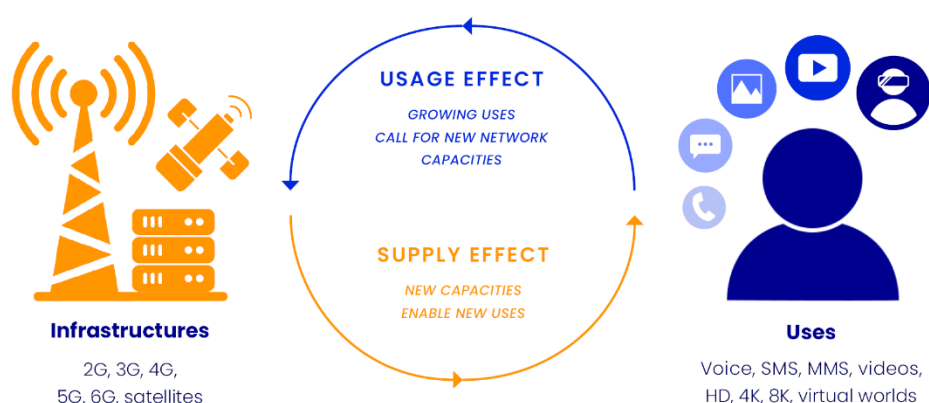 USAGE EFFECT
GROWING USES
CALL FOR NEW NETWORK
CAPACITIES
SUPPLY EFFECT
NEW CAPACITIES
ENABLE NEW USES
Infrastructures
2G, 3G, 4G,
5G, 6G, satellites
Uses
Voice, SMS, MMS, videos,
HD, 4K, 8K, virtual worlds